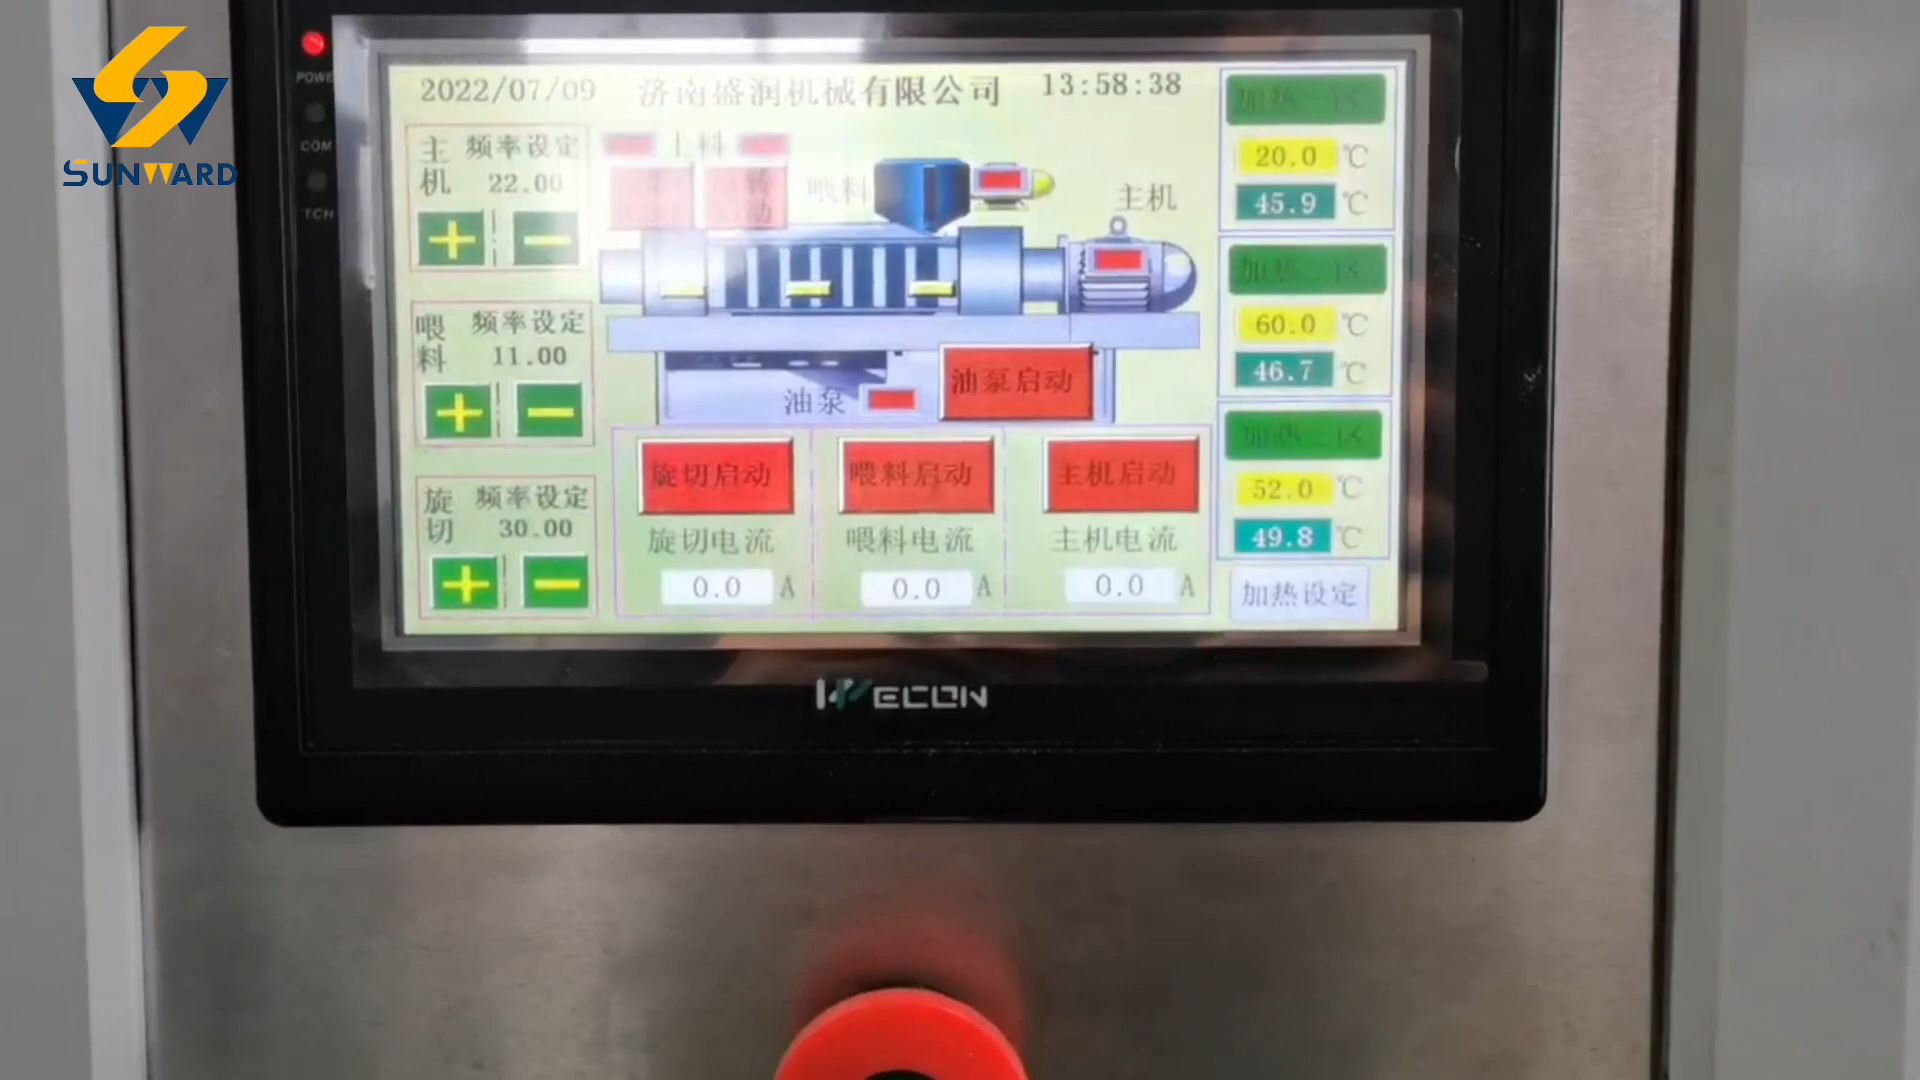 SUNWARD
POWE
COM
TCH
2022/07/09 济南盛润机械有限公司 13:58:38
主机 频率设定
22.00
上料
喂料
主机
喂料 频率设定
11.00
油泵 油泵启动
旋切 频率设定
30.00
旋切启动 喂料启动 主机启动
旋切电流 喂料电流 主机电流
0.0 A 0.0 A 0.0 A
加热 区
20.0 ℃
45.9 ℃
加热 区
60.0 ℃
46.7 ℃
加热 区
52.0 ℃
49.8 ℃
加热设定
WECON